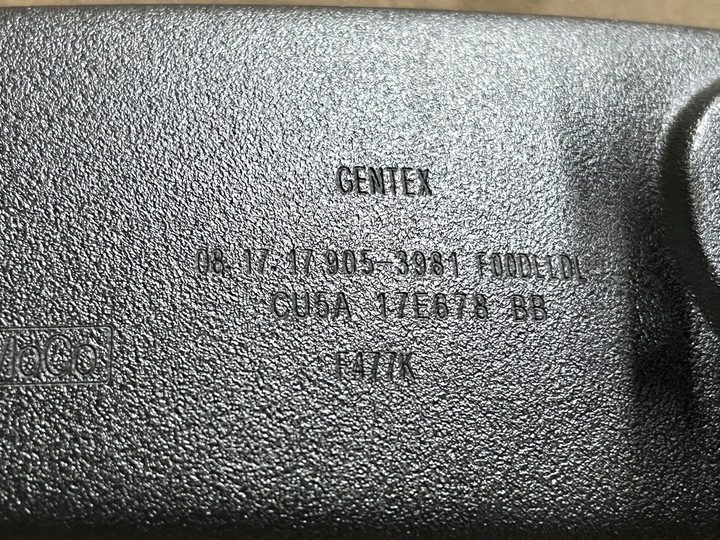 GENTEX
08.17.17 905-3981
CU5A 17E678 BB
F477K